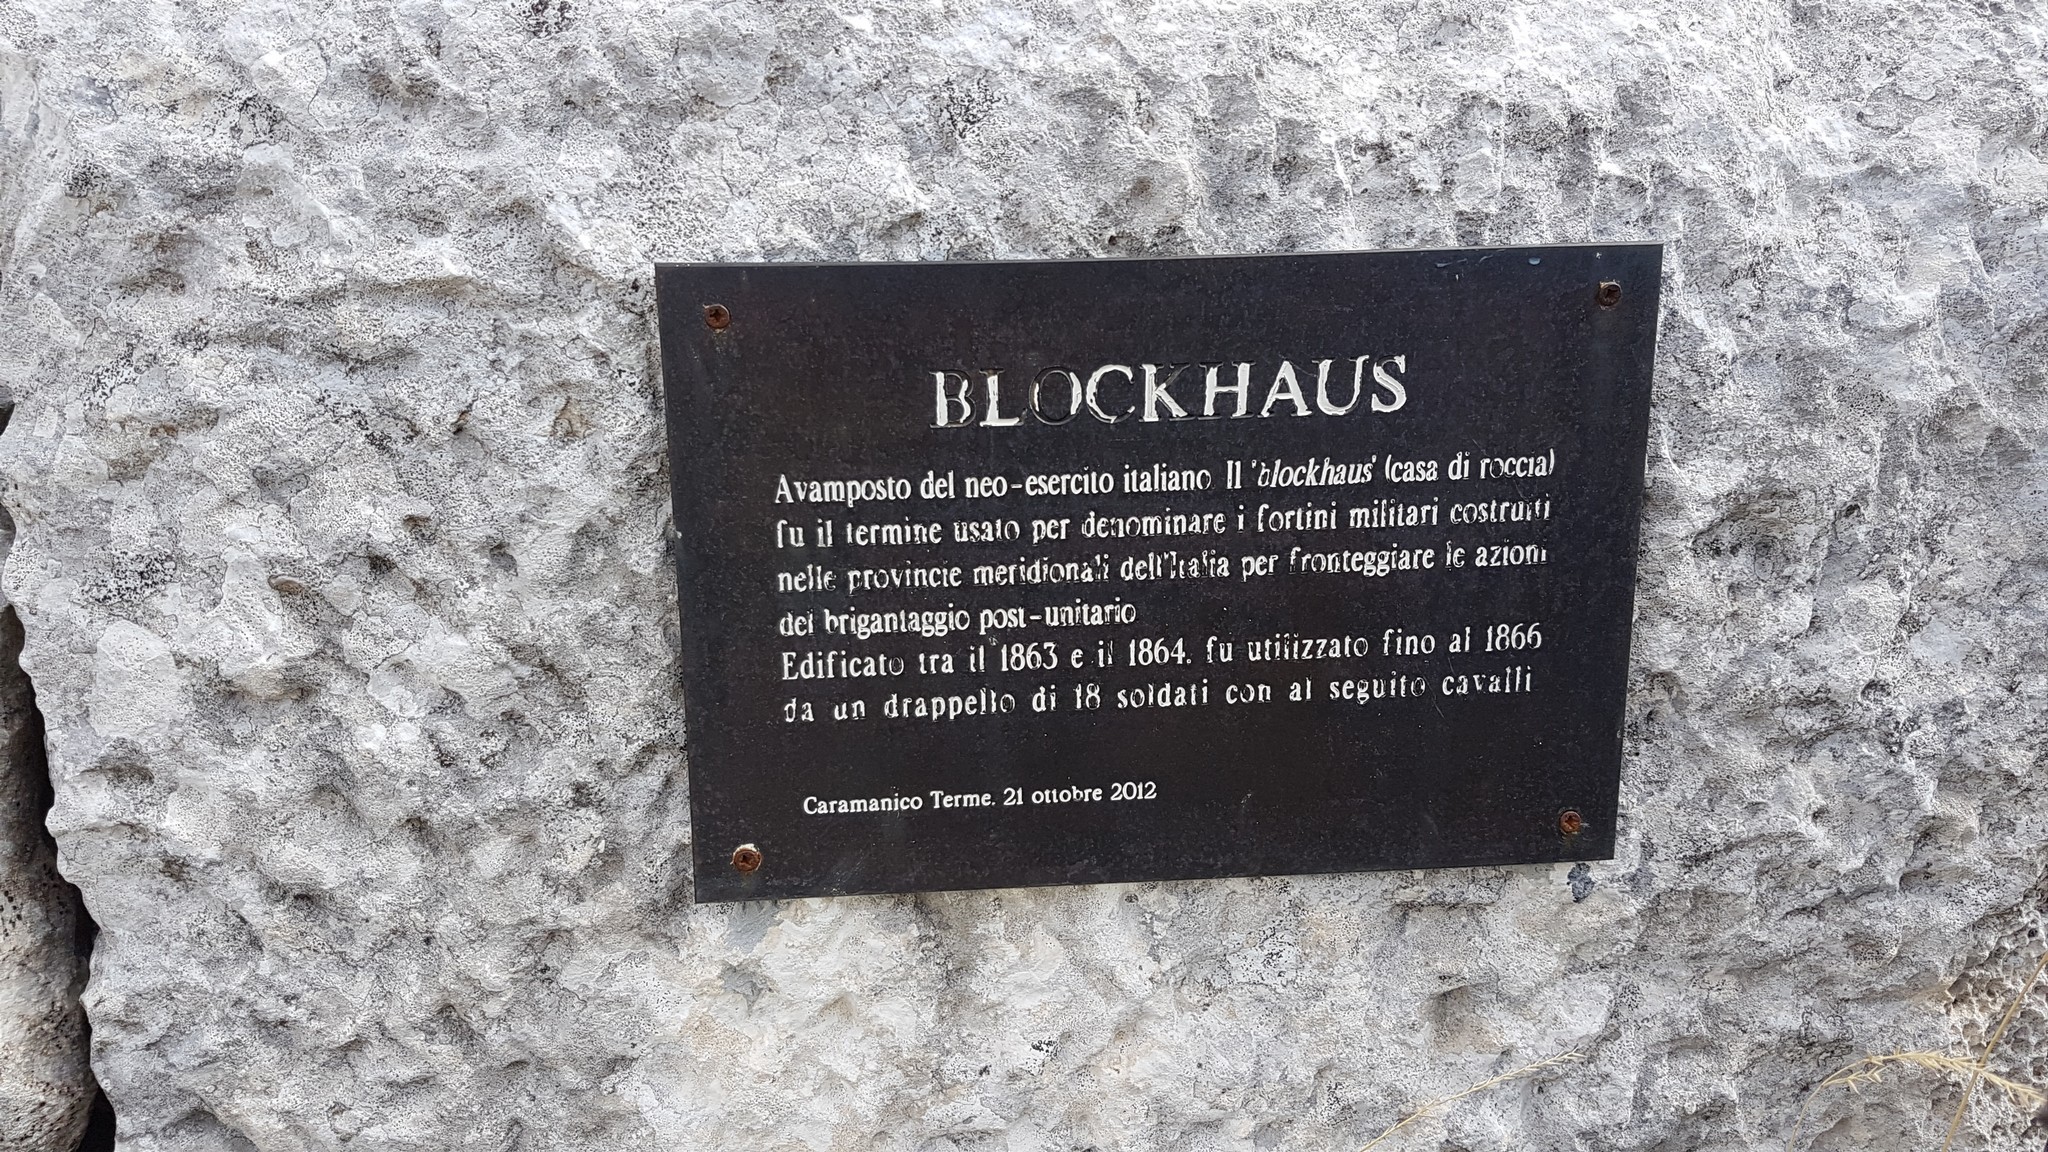 BLOCKHAUS
Avamposto del neo-esercito italiano Il 'blockhaus' (casa di roccia)
fu il termine usato per denominare i fortini militari costruiti
nelle provincie meridionali dell'Italia per fronteggiare le azioni
del brigantaggio post-unitario
Edificato tra il 1863 e il 1864. fu utilizzato fino al 1866
da un drappello di 18 soldati con al seguito cavalli
Caramanico Terme. 21 ottobre 2012